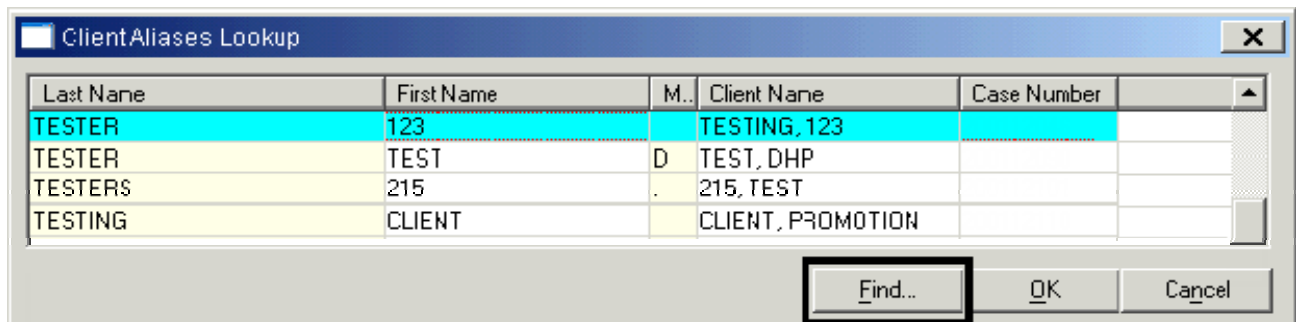 ClientAliases Lookup
Last Name First Name M.. Client Name Case Number
TESTER 123 TESTING, 123
TESTER TEST D TEST, DHP
TESTERS 215 . 215, TEST
TESTING CLIENT CLIENT, PROMOTION
Find... OK Cancel